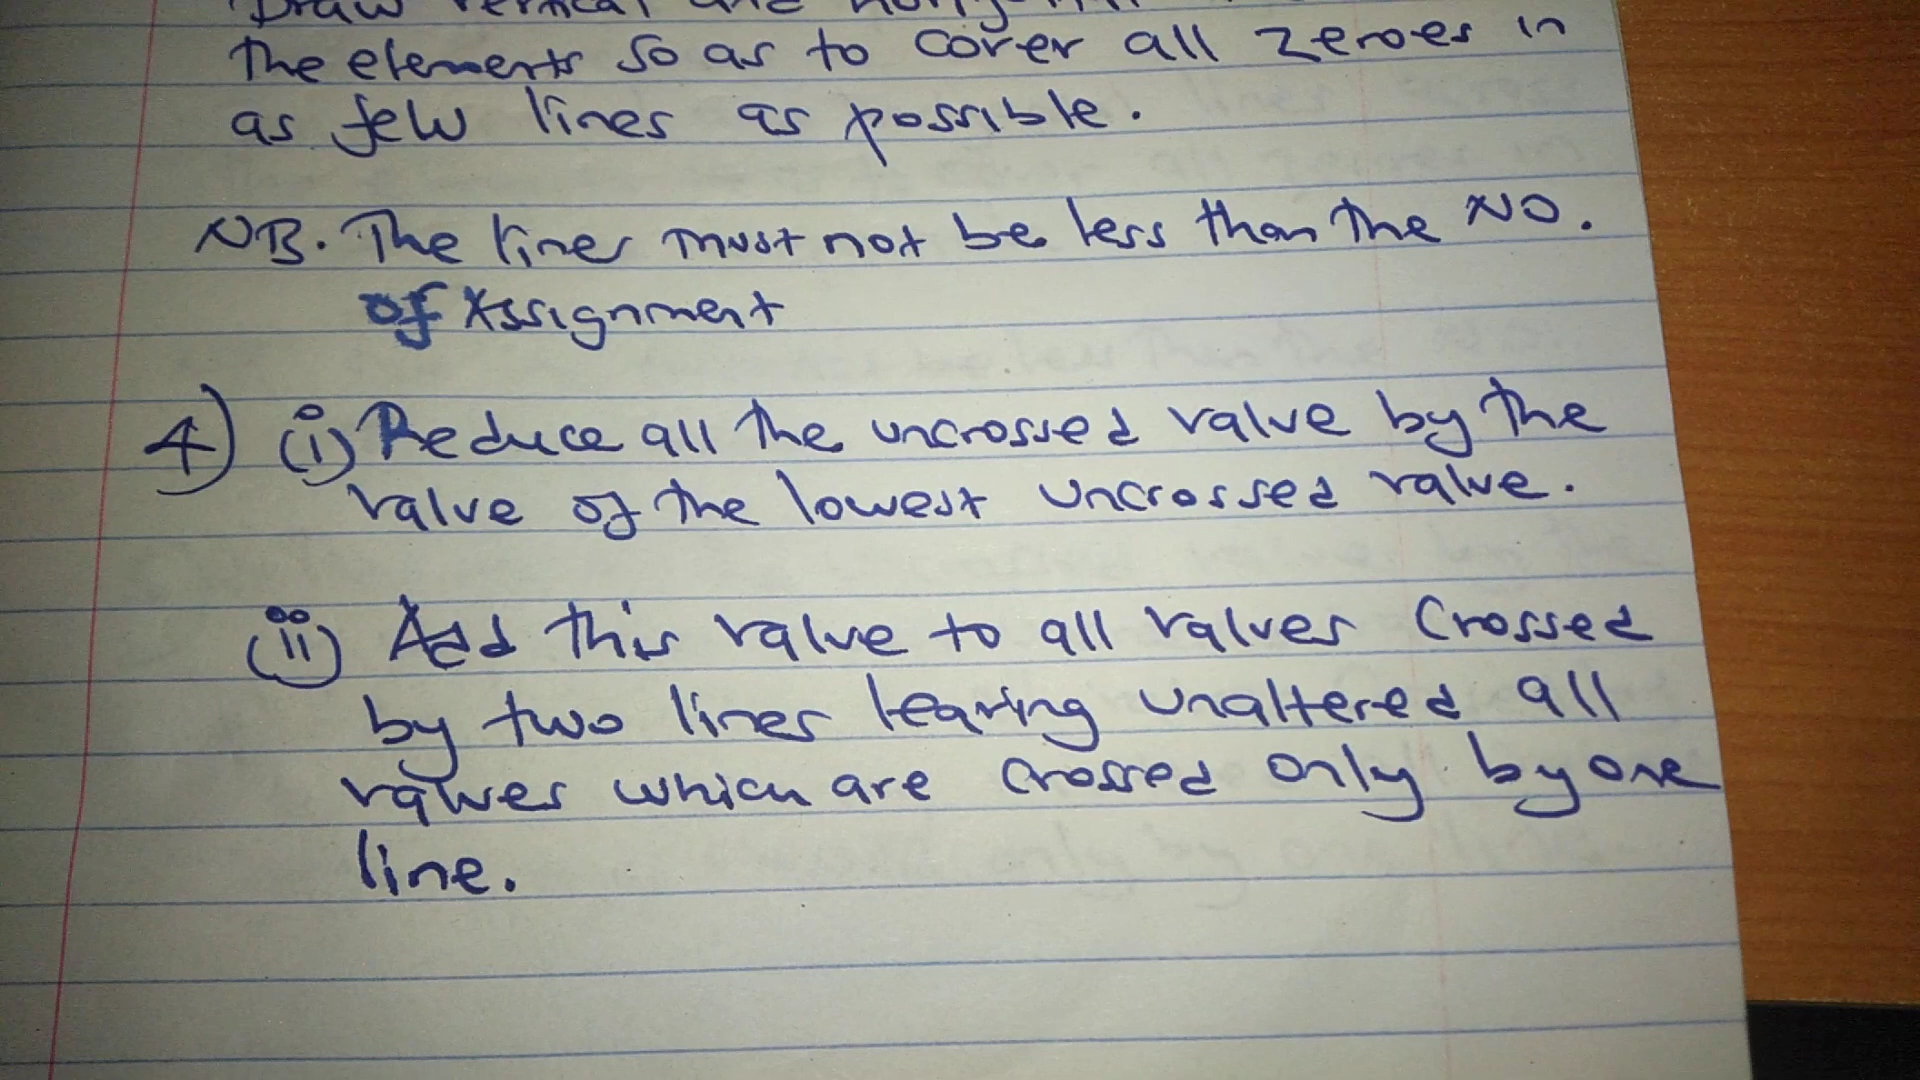 Draw vertical and
the elements so as to cover all zeroes in
as few lines as possible.
NB. The lines must not be less than the NO.
of Assignment
4) (i) Reduce all the uncrossed value by the
value of the lowest uncrossed value.
(ii) Add this value to all values crossed
by two lines leaving unaltered all
values which are crossed only by one
line.